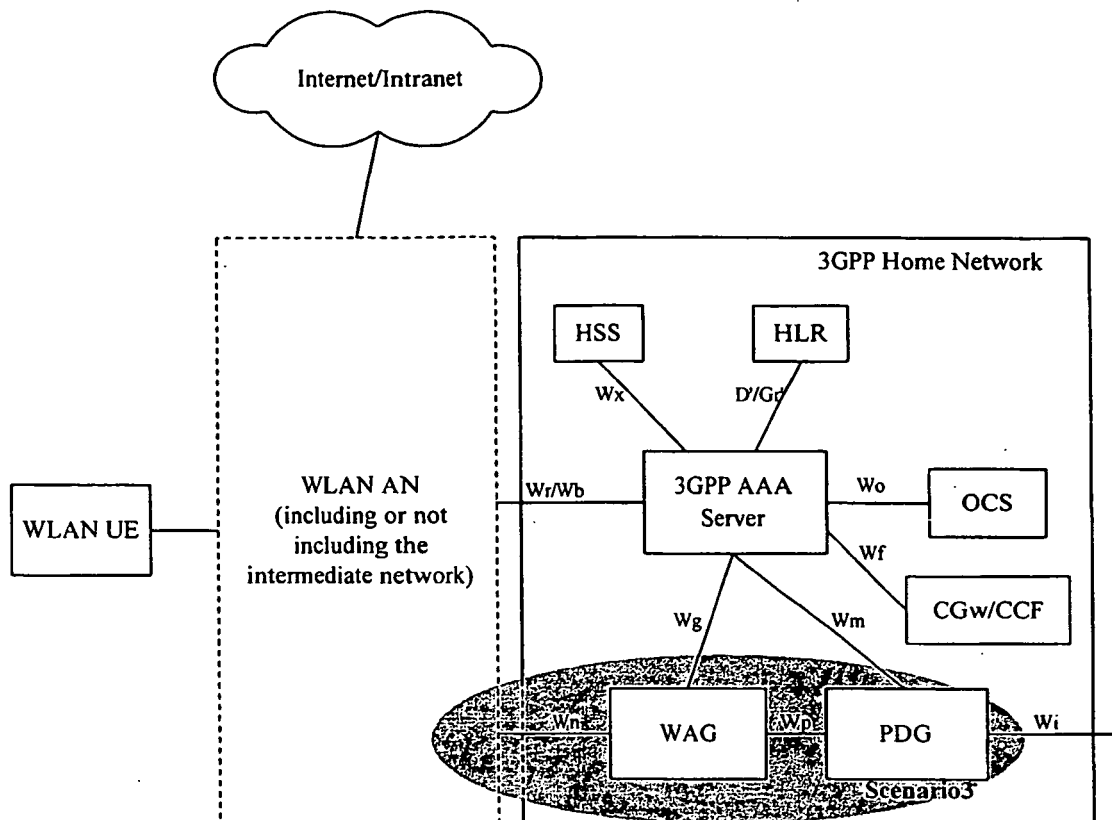 Internet/Intranet
3GPP Home Network
HSS
HLR
Wx
D'/Gr'
WLAN UE
WLAN AN
(including or not
including the
intermediate network)
Wr/Wb
3GPP AAA
Server
Wo
OCS
Wf
CGw/CCF
Wg
Wm
Wn
WAG
Wp
PDG
Wi
Scenario3